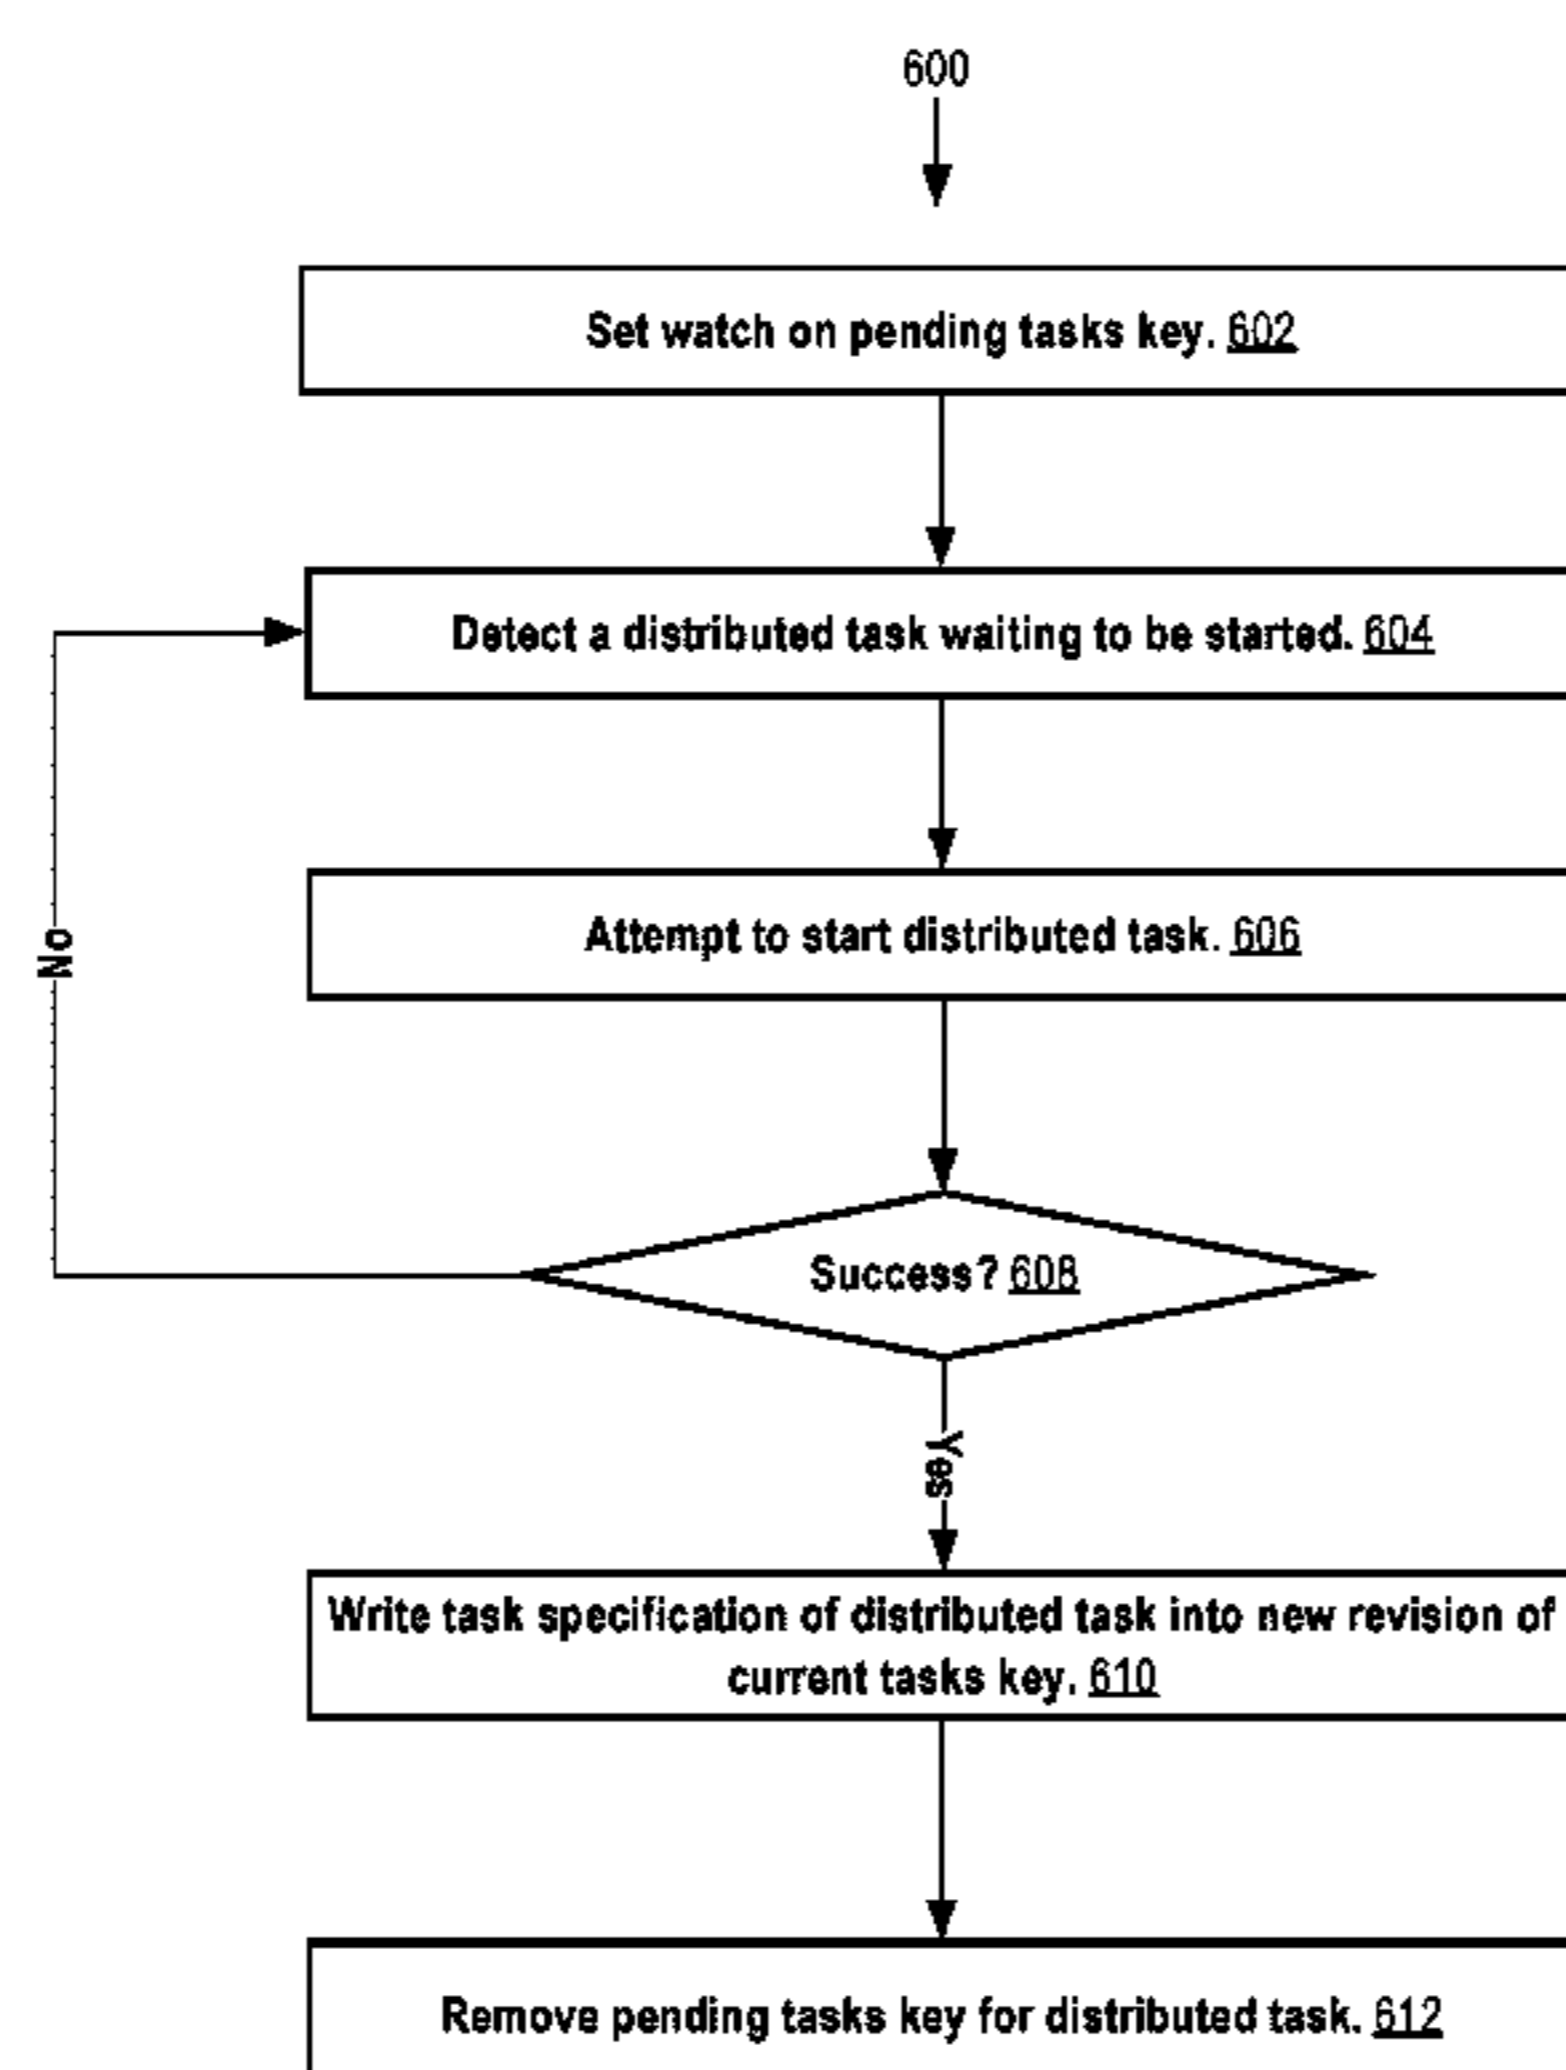 600
Set watch on pending tasks key. 602
Detect a distributed task waiting to be started. 604
Attempt to start distributed task. 606
No
Success? 608
Yes
Write task specification of distributed task into new revision of
current tasks key. 610
Remove pending tasks key for distributed task. 612